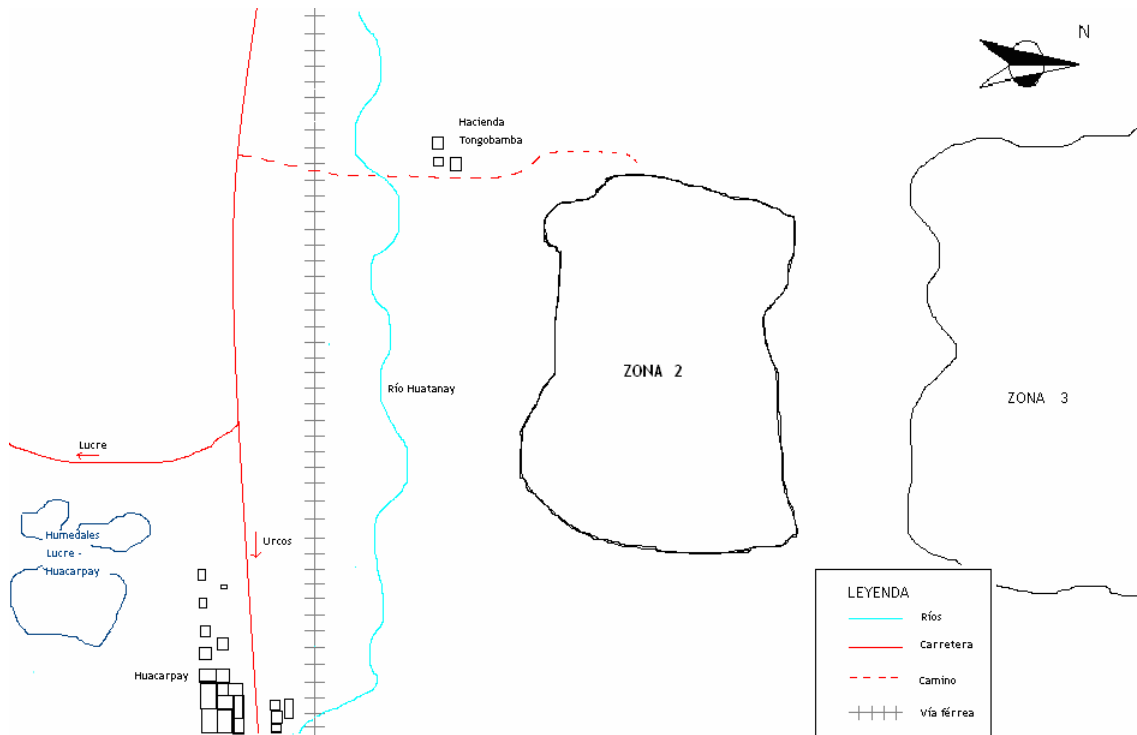 N
Hacienda
Tongobamba
ZONA 2
Río Huatanay
ZONA 3
Lucre
Humedales
Lucre -
Huacarpay
Urcos
Huacarpay
LEYENDA
Ríos
Carretera
Camino
Vía férrea